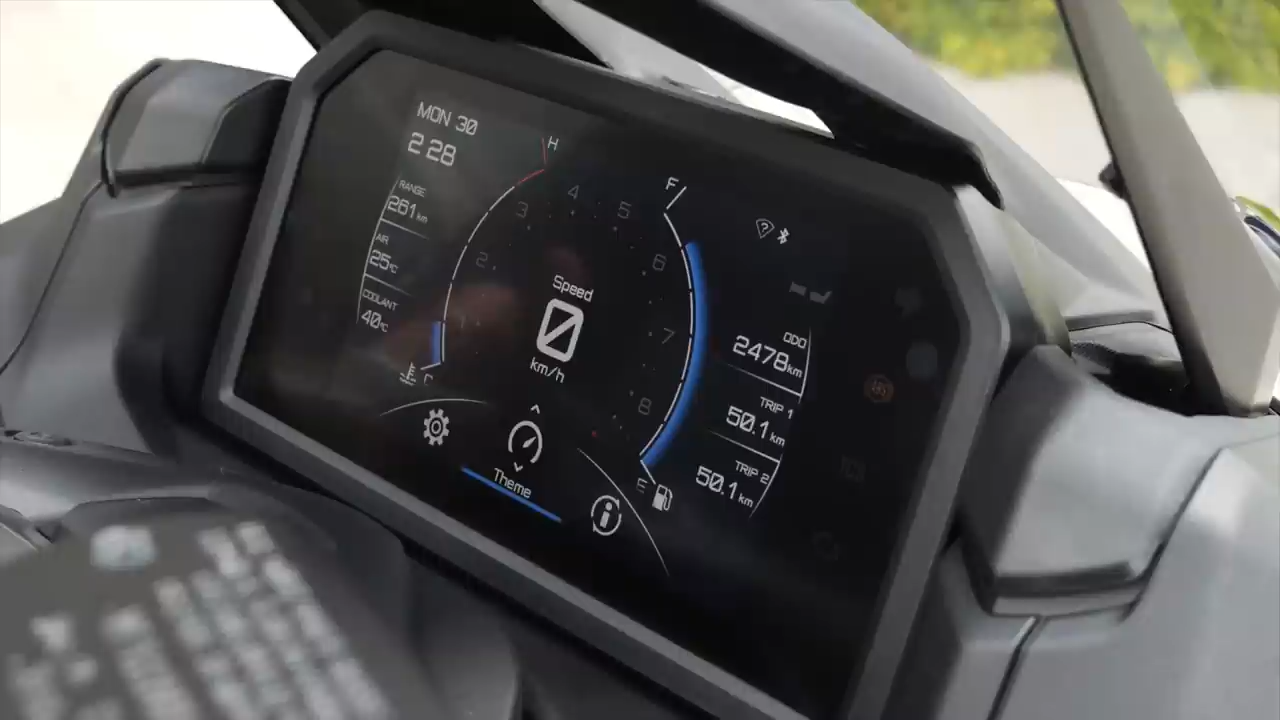 MON 30
2 28
RANGE
261 km
AIR
25°C
COOLANT
40°C
H
C
2
3
4
5
6
7
8
Speed
0
km/h
F
E
Theme
ODO
2478 km
TRIP 1
50.1 km
TRIP 2
50.1 km